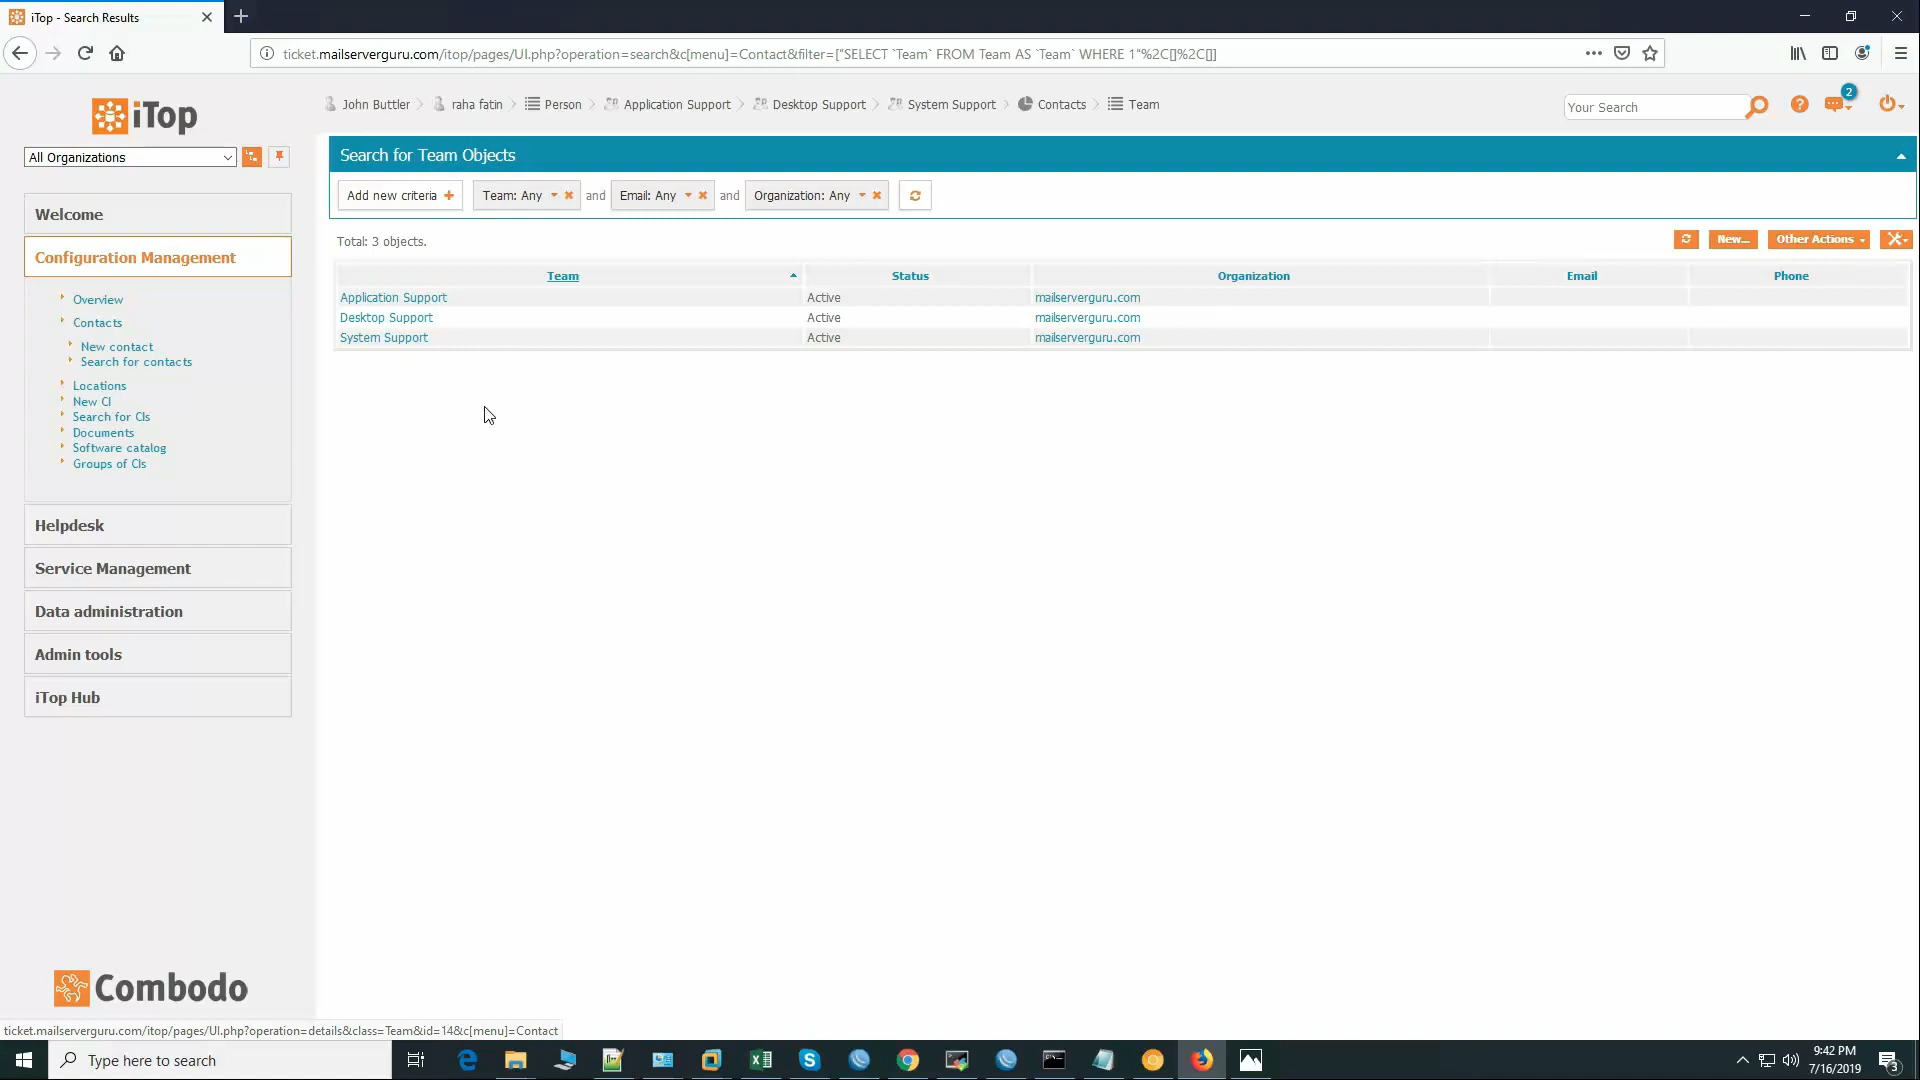 iTop - Search Results
ticket.mailserverguru.com/itop/pages/UI.php?operation=search&c[menu]=Contact&filter=["SELECT `Team` FROM Team AS `Team` WHERE 1"%2C[]%2C[]]
iTop
John Buttler
raha fatin
Person
Application Support
Desktop Support
System Support
Contacts
Team
Your Search
2
All Organizations
Search for Team Objects
Add new criteria
Team: Any
and
Email: Any
and
Organization: Any
Total: 3 objects.
New...
Other Actions
Team Status Organization Email Phone
Application Support Active mailserverguru.com
Desktop Support Active mailserverguru.com
System Support Active mailserverguru.com
Welcome
Configuration Management
Overview
Contacts
New contact
Search for contacts
Locations
New CI
Search for CIs
Documents
Software catalog
Groups of CIs
Helpdesk
Service Management
Data administration
Admin tools
iTop Hub
Combodo
ticket.mailserverguru.com/itop/pages/UI.php?operation=details&class=Team&id=14&c[menu]=Contact
Type here to search
9:42 PM
7/16/2019
3